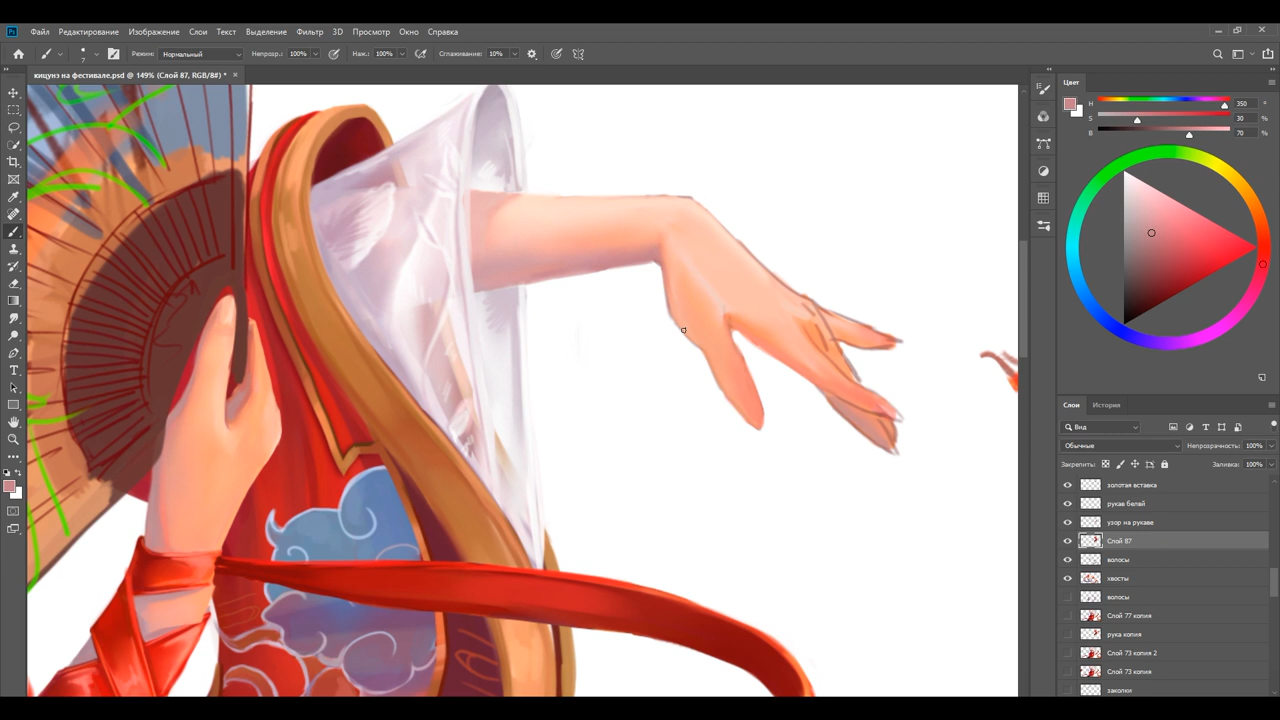 Ps Файл Редактирование Изображение Слои Текст Выделение Фильтр 3D Просмотр Окно Справка
7 Режим: Нормальный Непрозр.: 100% Наж.: 100% Сглаживание: 10%
кицунэ на фестивале.psd @ 149% (Слой 87, RGB/8#) * ×
Цвет
H 350 °
S 30 %
B 70 %
Слои История
Вид
Обычные Непрозрачность: 100%
Закрепить: Заливка: 100%
золотая вставка
рукав белый
узор на рукаве
Слой 87
волосы
хвосты
волосы
Слой 77 копия
рука копия
Слой 73 копия 2
Слой 73 копия
заколки